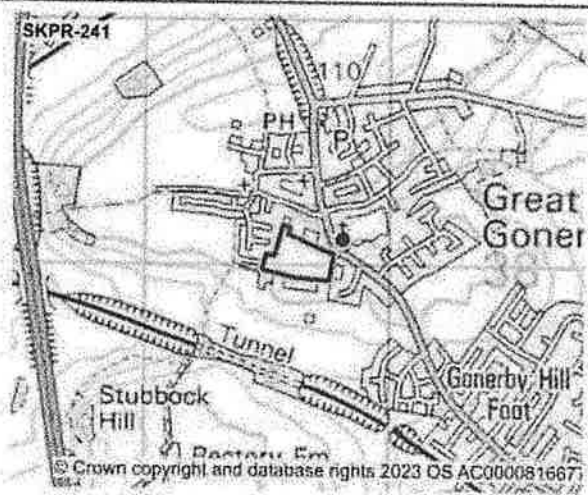 SKPR-241
110
PH
P
Great
Goner
Tunnel
Gonerby Hill
Foot
Stubbock
Hill
© Crown copyright and database rights 2023 OS AC0000816667